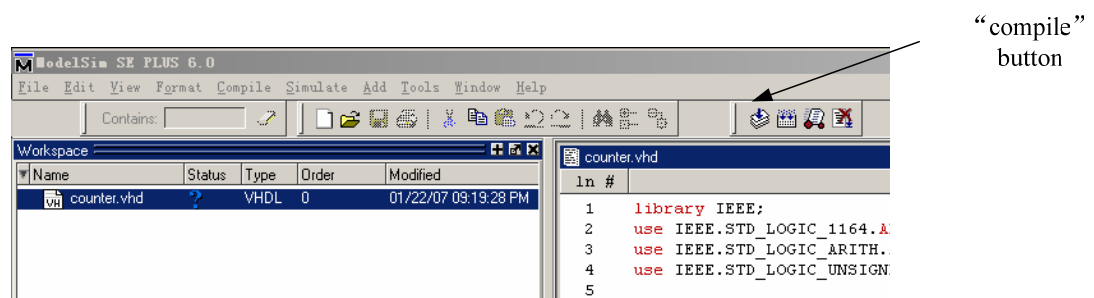 “compile”
button
ModelSim SE PLUS 6.0
File Edit View Format Compile Simulate Add Tools Window Help
Contains:
Workspace
counter.vhd
Name Status Type Order Modified
ln #
counter.vhd ? VHDL 0 01/22/07 09:19:28 PM
1 library IEEE;
2 use IEEE.STD_LOGIC_1164.A
3 use IEEE.STD_LOGIC_ARITH.
4 use IEEE.STD_LOGIC_UNSIGN
5